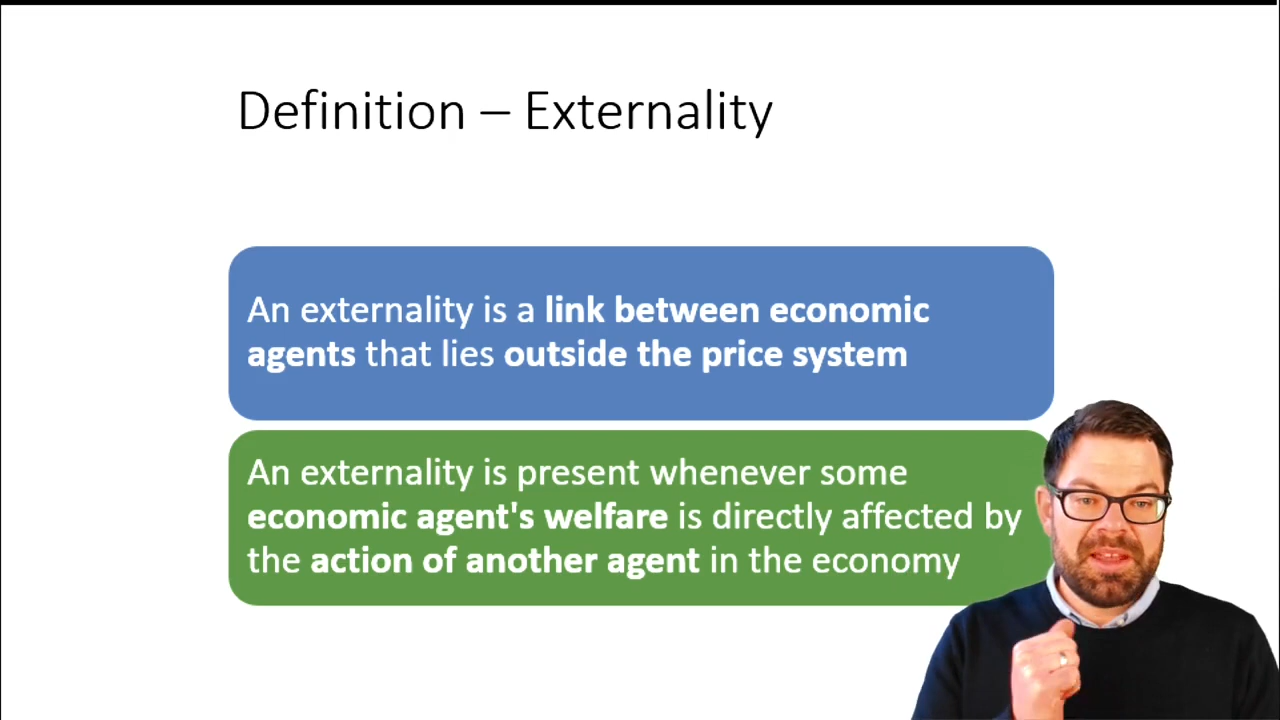 Definition – Externality
An externality is a link between economic
agents that lies outside the price system
An externality is present whenever some
economic agent's welfare is directly affected by
the action of another agent in the economy